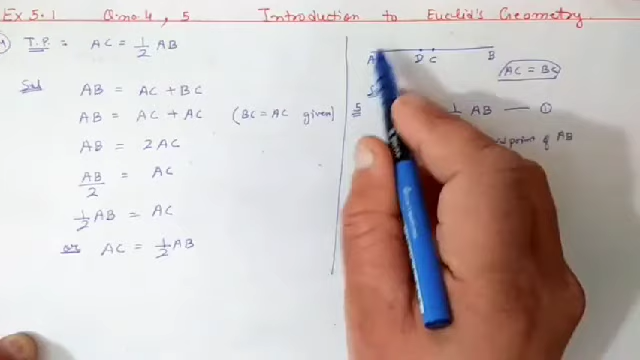 Ex 5.1 Q.no 4, 5 Introduction to Euclid's Geometry.
T.P. = AC = 1/2 AB
Sol
AB = AC + BC
AB = AC + AC (BC = AC given)
AB = 2AC
AB/2 = AC
1/2 AB = AC
or AC = 1/2 AB
A D C B
AC = BC
5 1/2 AB — ①
point of AB